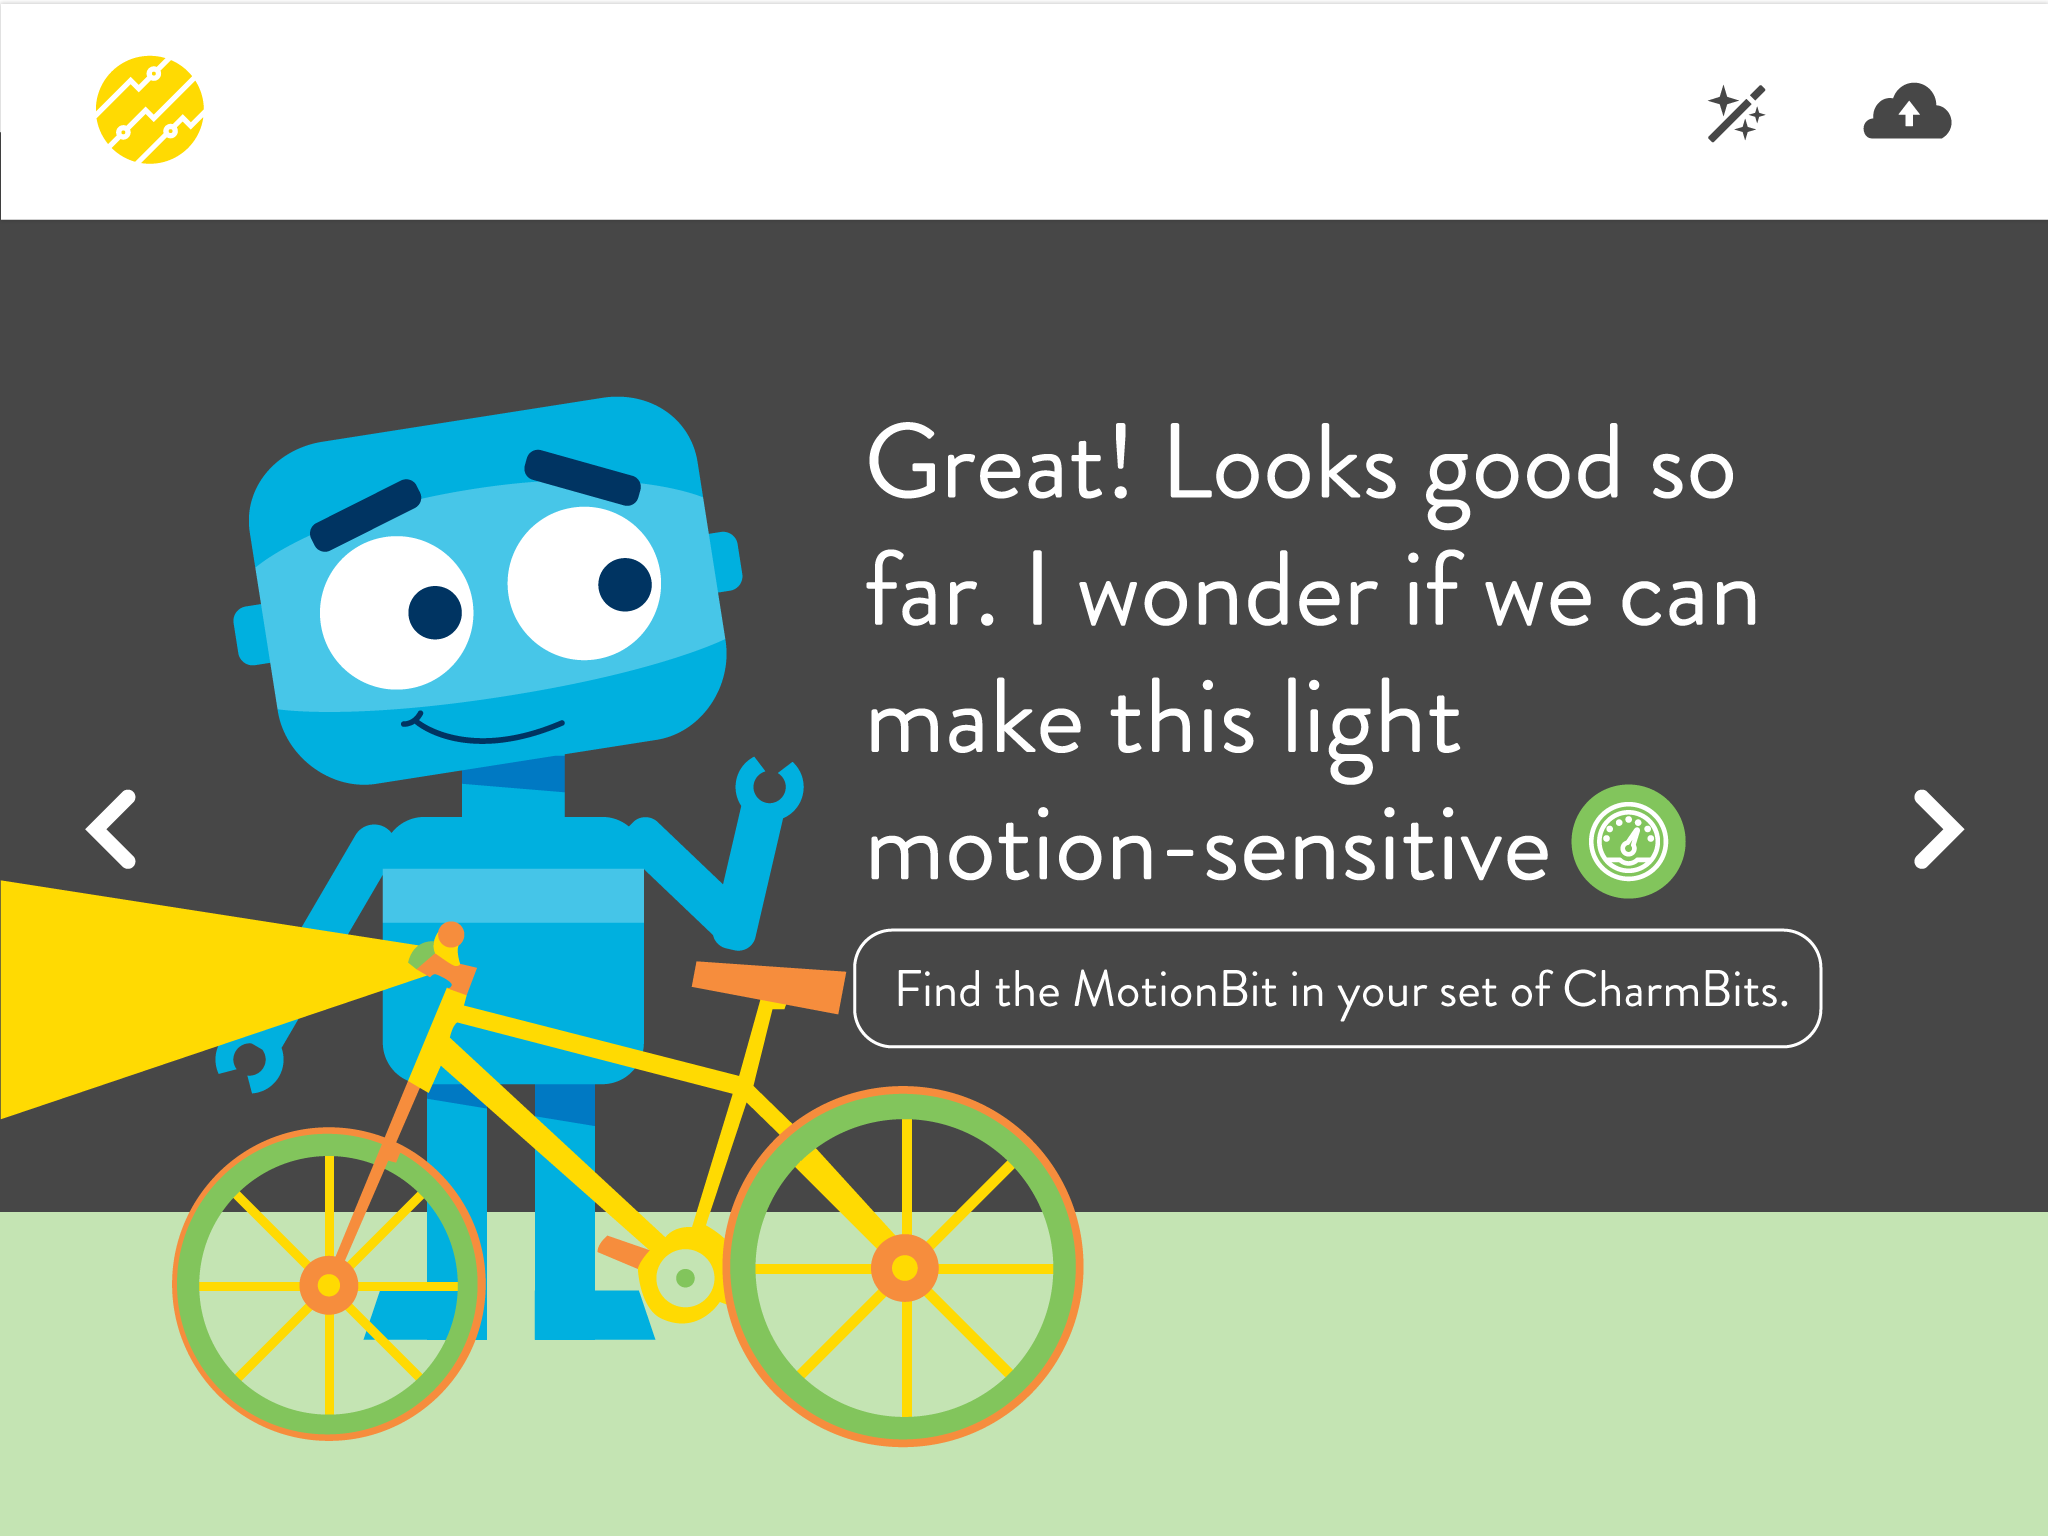 Great! Looks good so
far. I wonder if we can
make this light
motion-sensitive
Find the MotionBit in your set of CharmBits.